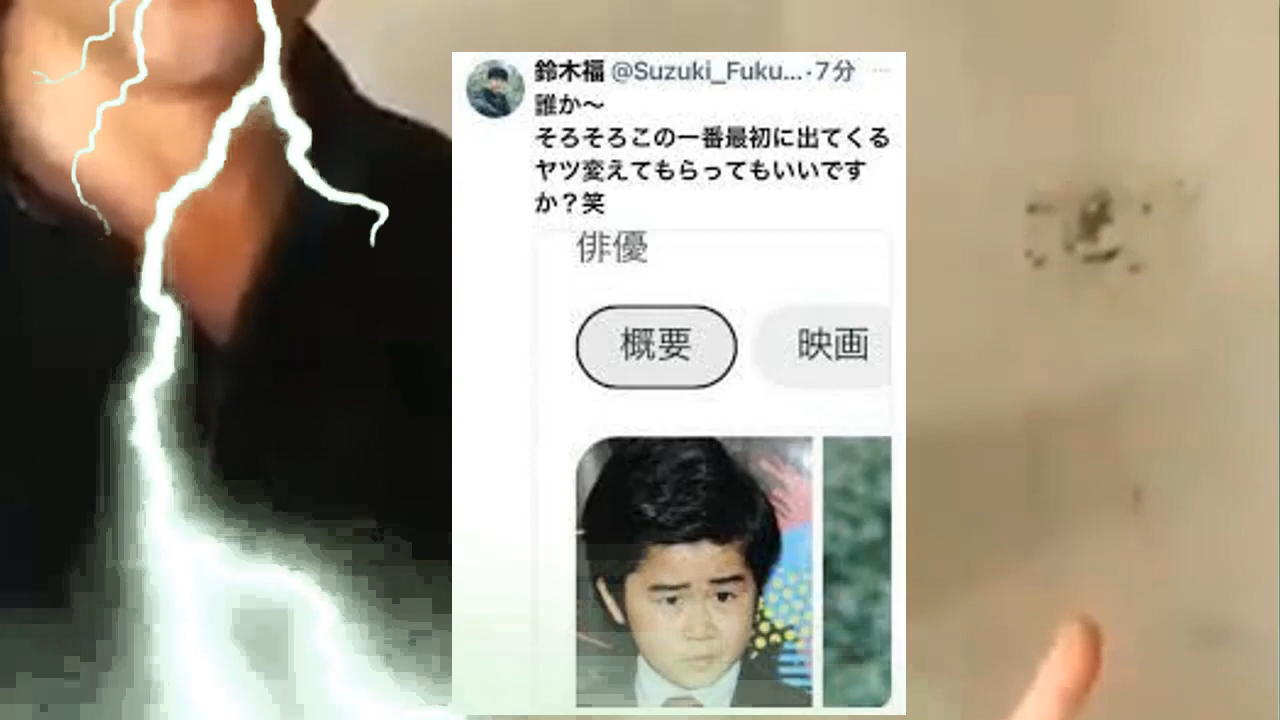 鈴木福 @Suzuki_Fuku...・7分 …
誰か〜
そろそろこの一番最初に出てくる
ヤツ変えてもらってもいいです
か？笑
俳優
概要 映画